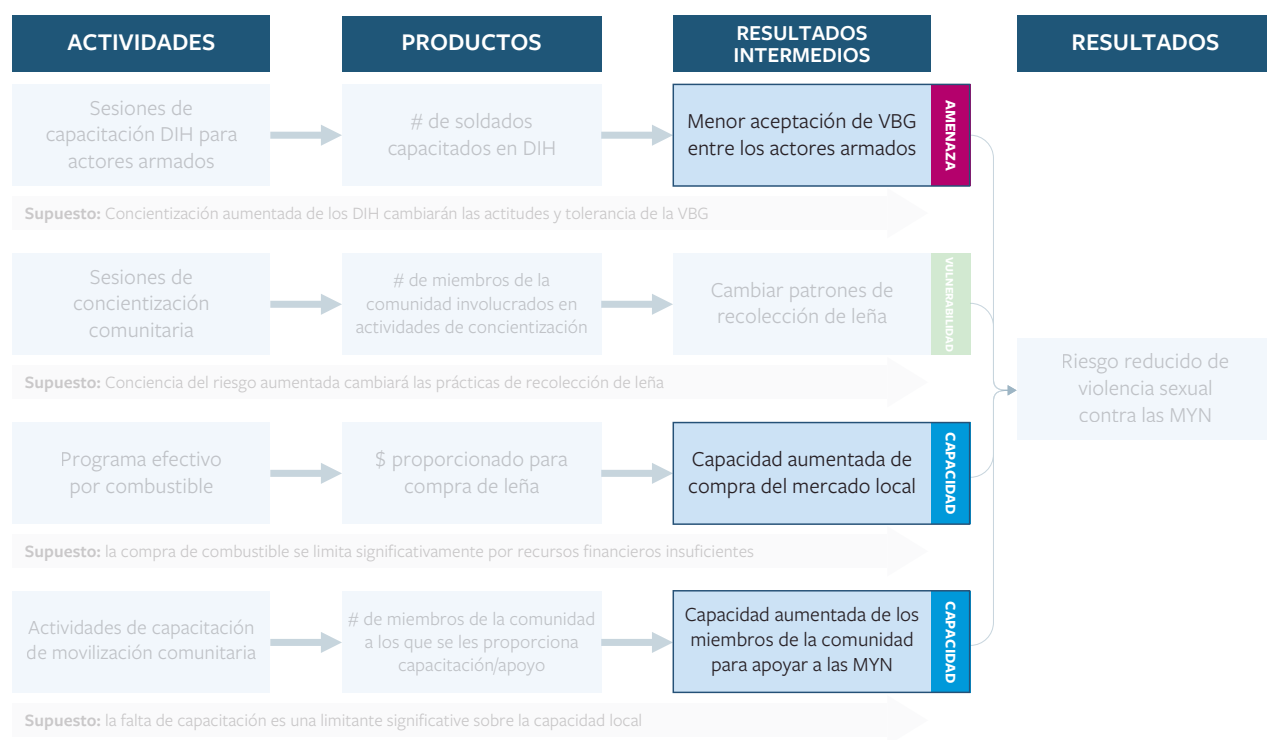 ACTIVIDADES
PRODUCTOS
RESULTADOS
INTERMEDIOS
RESULTADOS
Sesiones de
capacitación DIH para
actores armados
# de soldados
capacitados en DIH
Menor aceptación de VBG
entre los actores armados
AMENAZA
Supuesto: Concientización aumentada de los DIH cambiarán las actitudes y tolerancia de la VBG
Sesiones de
concientización
comunitaria
# de miembros de la
comunidad involucrados en
actividades de concientización
Cambiar patrones de
recolección de leña
VULNERABILIDAD
Supuesto: Conciencia del riesgo aumentada cambiará las prácticas de recolección de leña
Riesgo reducido de
violencia sexual
contra las MYN
Programa efectivo
por combustible
$ proporcionado para
compra de leña
Capacidad aumentada de
compra del mercado local
CAPACIDAD
Supuesto: la compra de combustible se limita significativamente por recursos financieros insuficientes
Actividades de capacitación
de movilización comunitaria
# de miembros de la comunidad
a los que se les proporciona
capacitación/apoyo
Capacidad aumentada de los
miembros de la comunidad
para apoyar a las MYN
CAPACIDAD
Supuesto: la falta de capacitación es una limitante significative sobre la capacidad local